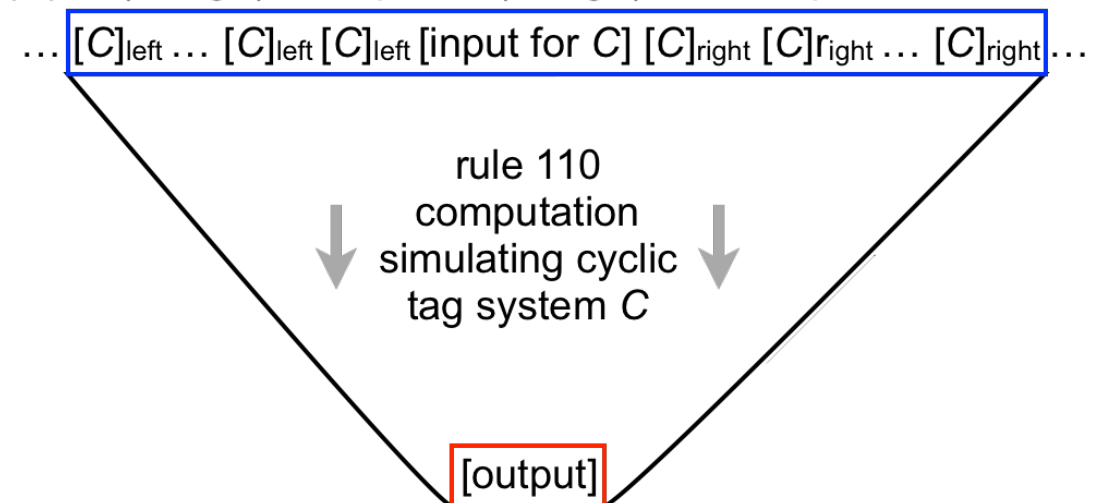 … [C]left … [C]left [C]left [input for C] [C]right [C]right … [C]right …
rule 110
computation
simulating cyclic
tag system C
[output]